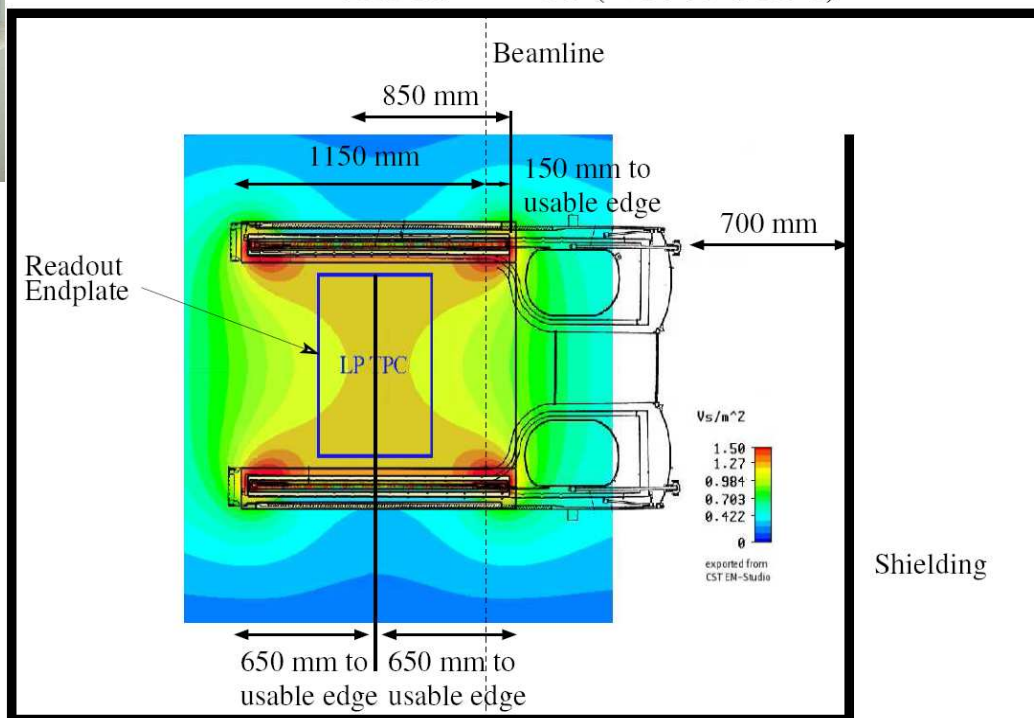 Beamline
850 mm
1150 mm
150 mm to
usable edge
700 mm
Readout
Endplate
LP TPC
Vs/m^2
1.50
1.27
0.984
0.703
0.422
0
exported from
CST EM-Studio
Shielding
650 mm to
usable edge
650 mm to
usable edge